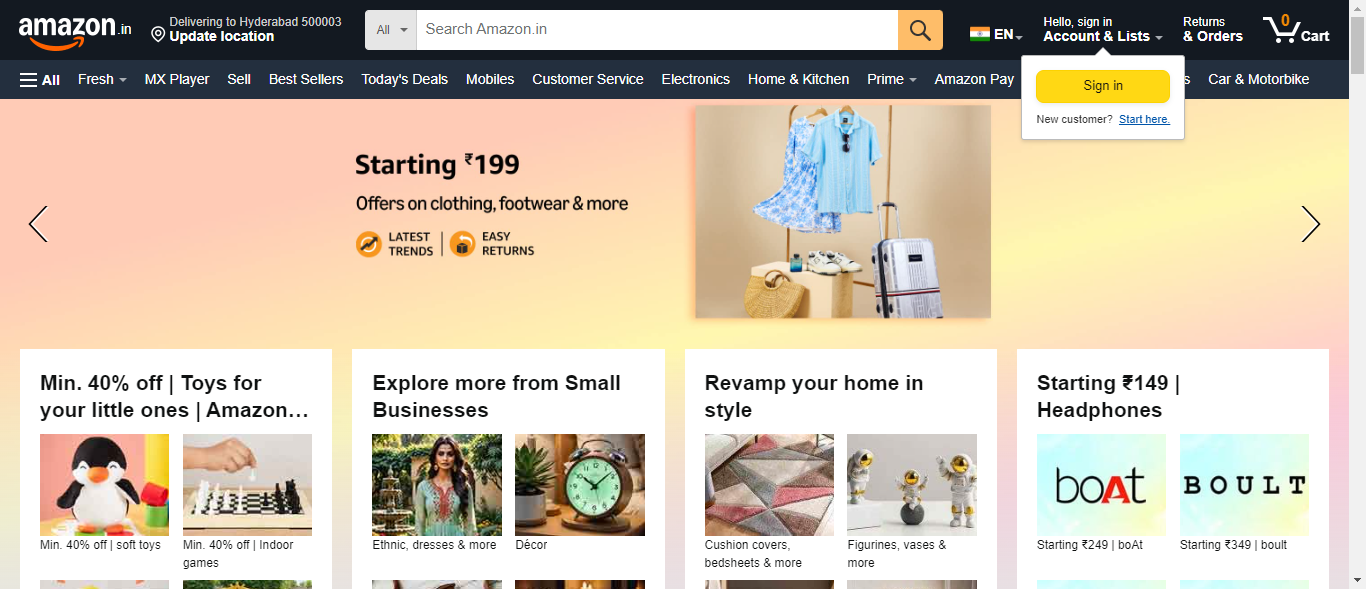 amazon.in
Delivering to Hyderabad 500003
Update location
All
Search Amazon.in
EN
Hello, sign in
Account & Lists
Returns
& Orders
0
Cart
All
Fresh
MX Player
Sell
Best Sellers
Today's Deals
Mobiles
Customer Service
Electronics
Home & Kitchen
Prime
Amazon Pay
s
Car & Motorbike
Sign in
New customer? Start here.
Starting ₹199
Offers on clothing, footwear & more
LATEST
TRENDS
EASY
RETURNS
Min. 40% off | Toys for
your little ones | Amazon…
Min. 40% off | soft toys
Min. 40% off | Indoor
games
Explore more from Small
Businesses
Ethnic, dresses & more
Décor
Revamp your home in
style
Cushion covers,
bedsheets & more
Figurines, vases &
more
Starting ₹149 |
Headphones
boAt
BOULT
Starting ₹249 | boAt
Starting ₹349 | boult